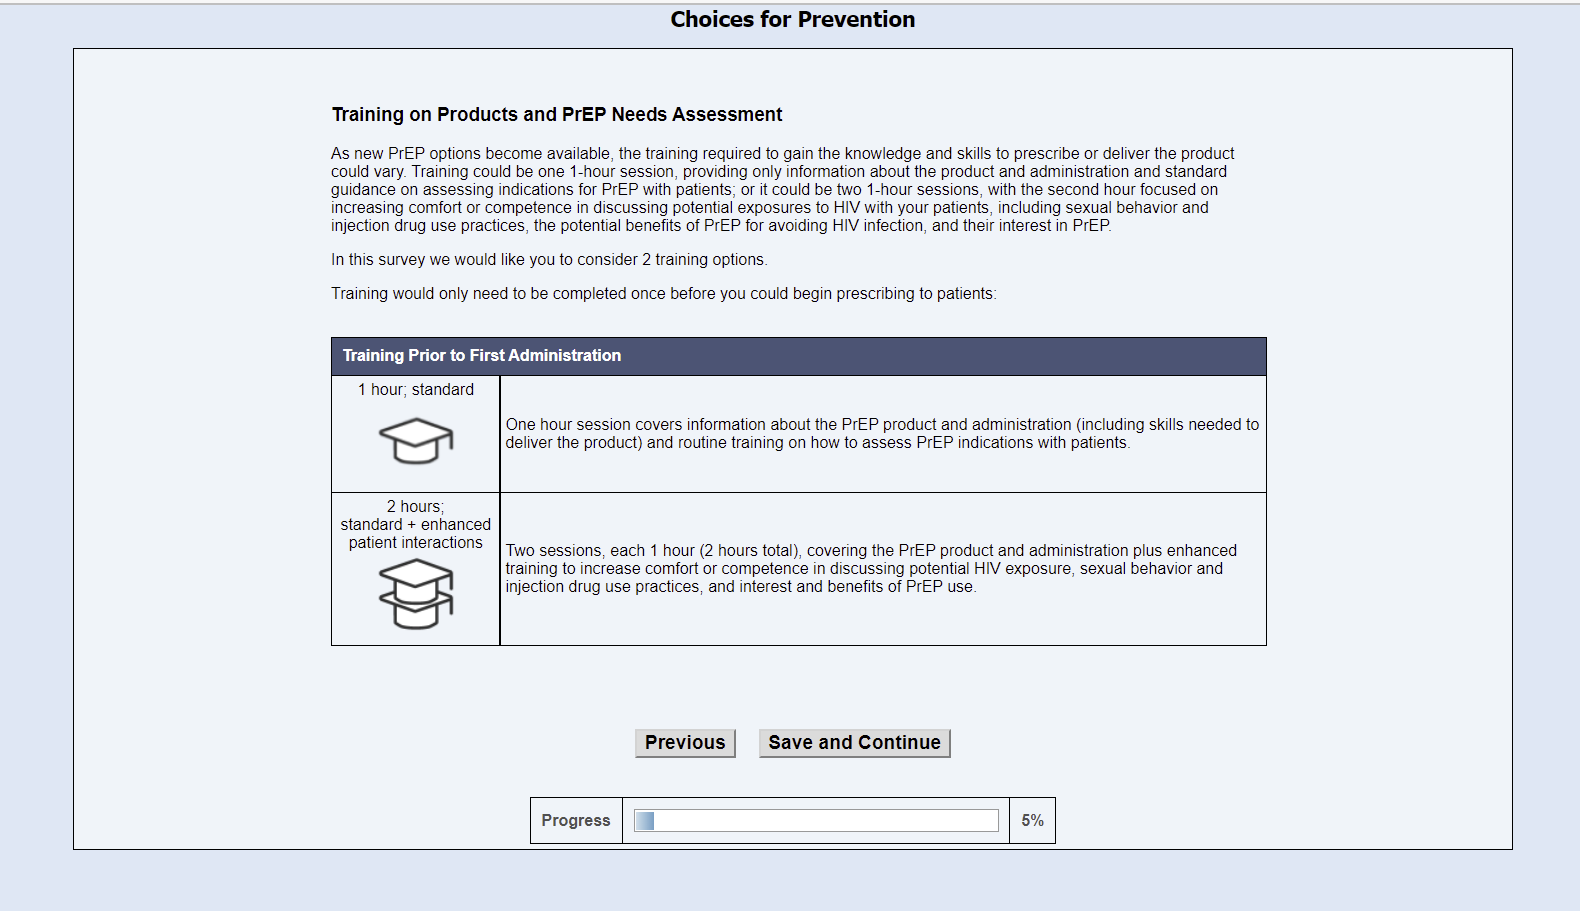 Choices for Prevention
Training on Products and PrEP Needs Assessment
As new PrEP options become available, the training required to gain the knowledge and skills to prescribe or deliver the product
could vary. Training could be one 1-hour session, providing only information about the product and administration and standard
guidance on assessing indications for PrEP with patients; or it could be two 1-hour sessions, with the second hour focused on
increasing comfort or competence in discussing potential exposures to HIV with your patients, including sexual behavior and
injection drug use practices, the potential benefits of PrEP for avoiding HIV infection, and their interest in PrEP.
In this survey we would like you to consider 2 training options.
Training would only need to be completed once before you could begin prescribing to patients:
Training Prior to First Administration
1 hour; standard
One hour session covers information about the PrEP product and administration (including skills needed to
deliver the product) and routine training on how to assess PrEP indications with patients.
2 hours;
standard + enhanced
patient interactions
Two sessions, each 1 hour (2 hours total), covering the PrEP product and administration plus enhanced
training to increase comfort or competence in discussing potential HIV exposure, sexual behavior and
injection drug use practices, and interest and benefits of PrEP use.
Previous
Save and Continue
Progress
5%